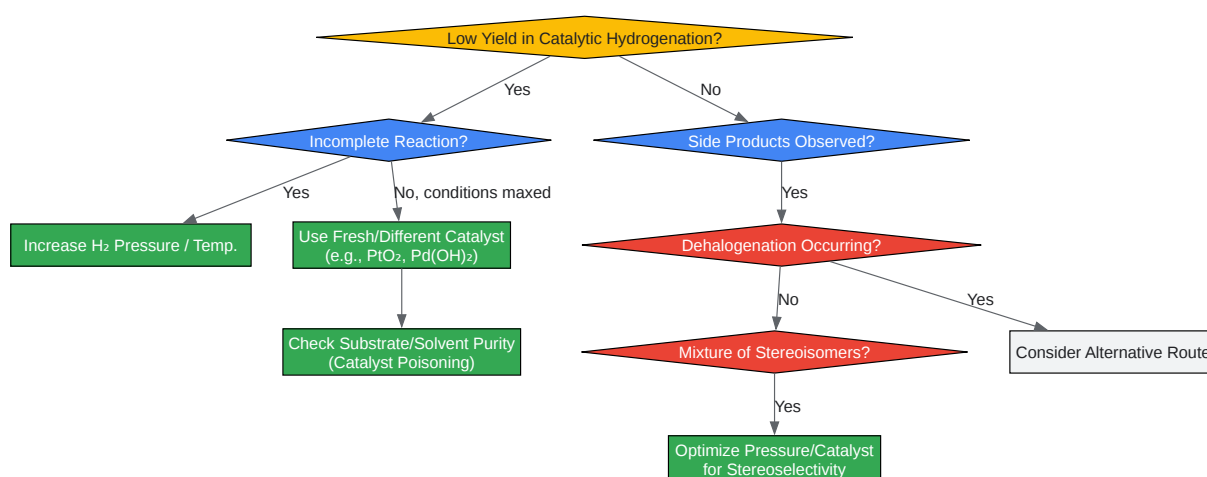 Low Yield in Catalytic Hydrogenation?
Yes
No
Incomplete Reaction?
Side Products Observed?
Yes
No, conditions maxed
Yes
Increase H₂ Pressure / Temp.
Use Fresh/Different Catalyst
(e.g., PtO₂, Pd(OH)₂)
Dehalogenation Occurring?
No
Yes
Check Substrate/Solvent Purity
(Catalyst Poisoning)
Mixture of Stereoisomers?
Consider Alternative Route
Yes
Optimize Pressure/Catalyst
for Stereoselectivity